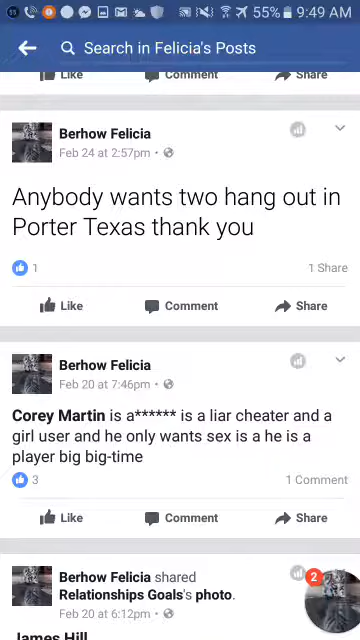 55% 9:49 AM
Search in Felicia's Posts
Like Comment Share
Berhow Felicia
Feb 24 at 2:57pm •
Anybody wants two hang out in
Porter Texas thank you
1 1 Share
Like Comment Share
Berhow Felicia
Feb 20 at 7:46pm •
Corey Martin is a****** is a liar cheater and a
girl user and he only wants sex is a he is a
player big big-time
3 1 Comment
Like Comment Share
Berhow Felicia shared
Relationships Goals's photo.
Feb 20 at 6:12pm •
2
James Hill